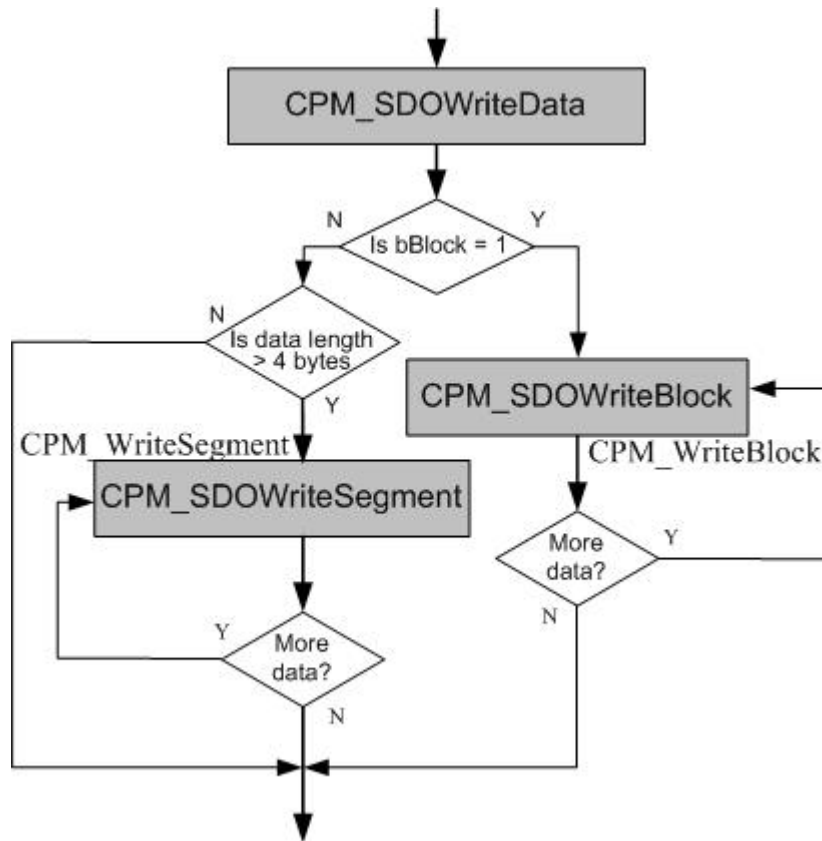 CPM_SDOWriteData
N
Y
Is bBlock = 1
N
Is data length
> 4 bytes
Y
CPM_SDOWriteBlock
CPM_WriteSegment
CPM_WriteBlock
CPM_SDOWriteSegment
More
data?
Y
N
Y
More
data?
N